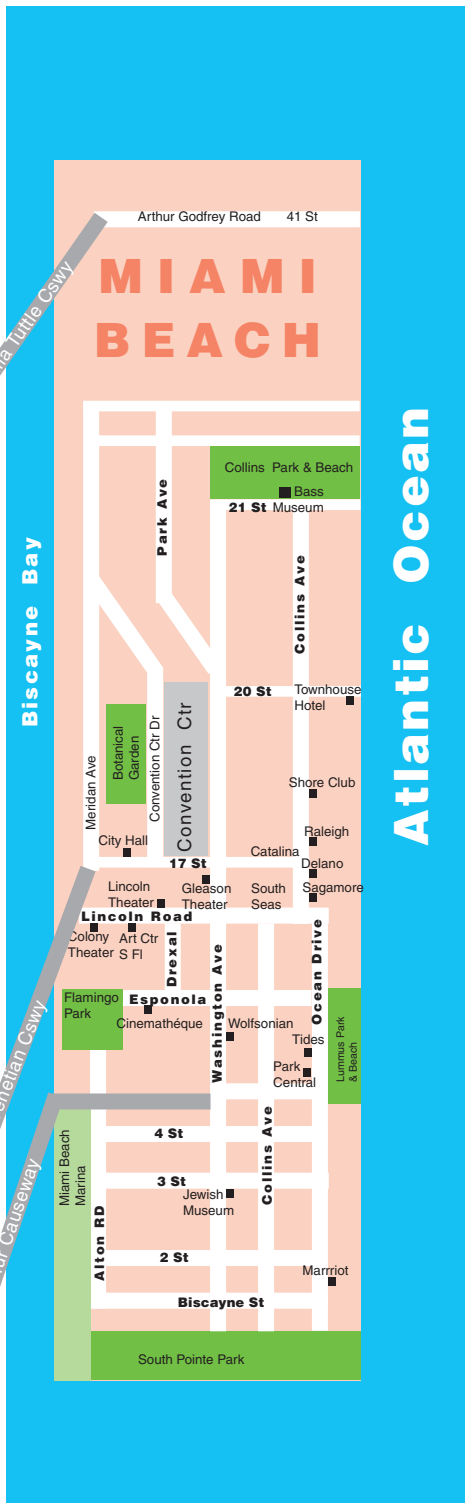 Arthur Godfrey Road 41 St
MIAMI
BEACH
Tuttle Cswy
Biscayne Bay
Atlantic Ocean
Collins Park & Beach
Bass
Museum
21 St
Park Ave
Collins Ave
20 St
Townhouse
Hotel
Botanical
Garden
Convention Ctr Dr
Convention Ctr
Meridan Ave
Shore Club
Raleigh
City Hall
Catalina
17 St
Delano
Lincoln
Theater
Gleason
Theater
South
Seas
Sagamore
Lincoln Road
Colony
Theater
Art Ctr
S Fl
Drexal
Washington Ave
Ocean Drive
Flamingo
Park
Esponola
Cinemathéque
Wolfsonian
Tides
Park
Central
Lummus Park
& Beach
Cswy
Causeway
Miami Beach
Marina
4 St
Collins Ave
3 St
Jewish
Museum
Alton RD
2 St
Marrriot
Biscayne St
South Pointe Park